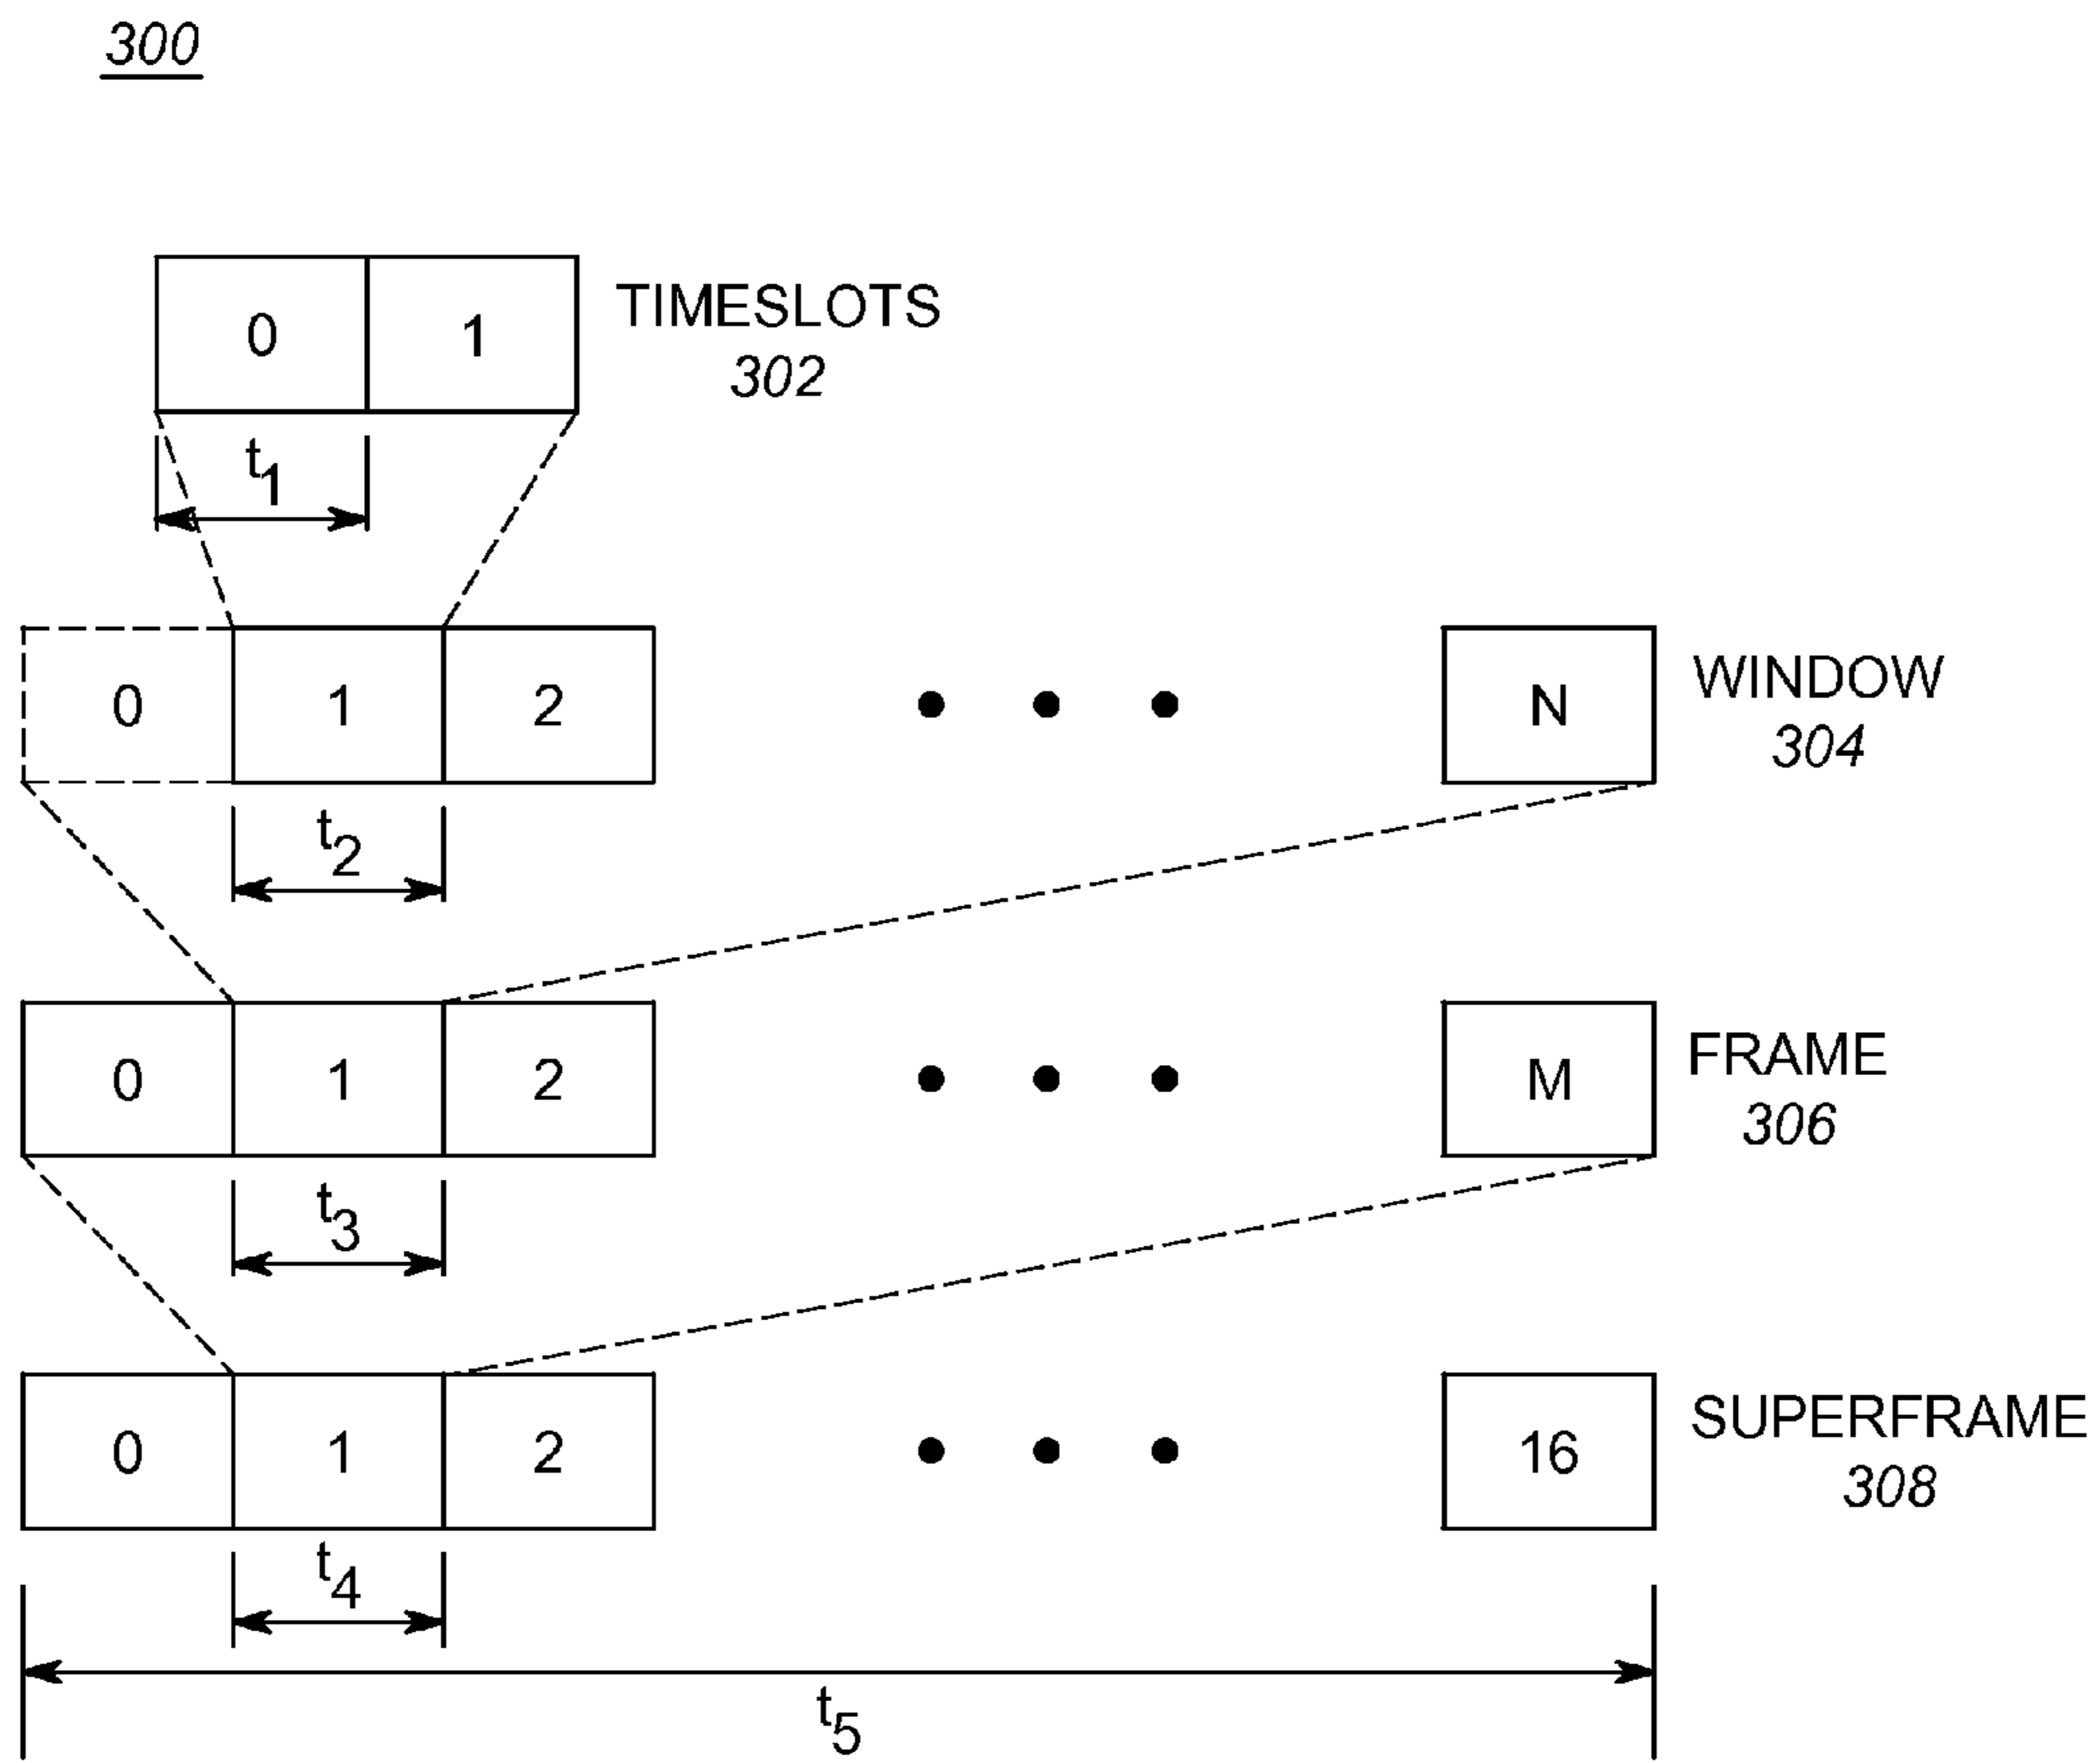 300
0 1 TIMESLOTS
302
t1
0 1 2 N WINDOW
304
t2
0 1 2 M FRAME
306
t3
0 1 2 16 SUPERFRAME
308
t4
t5